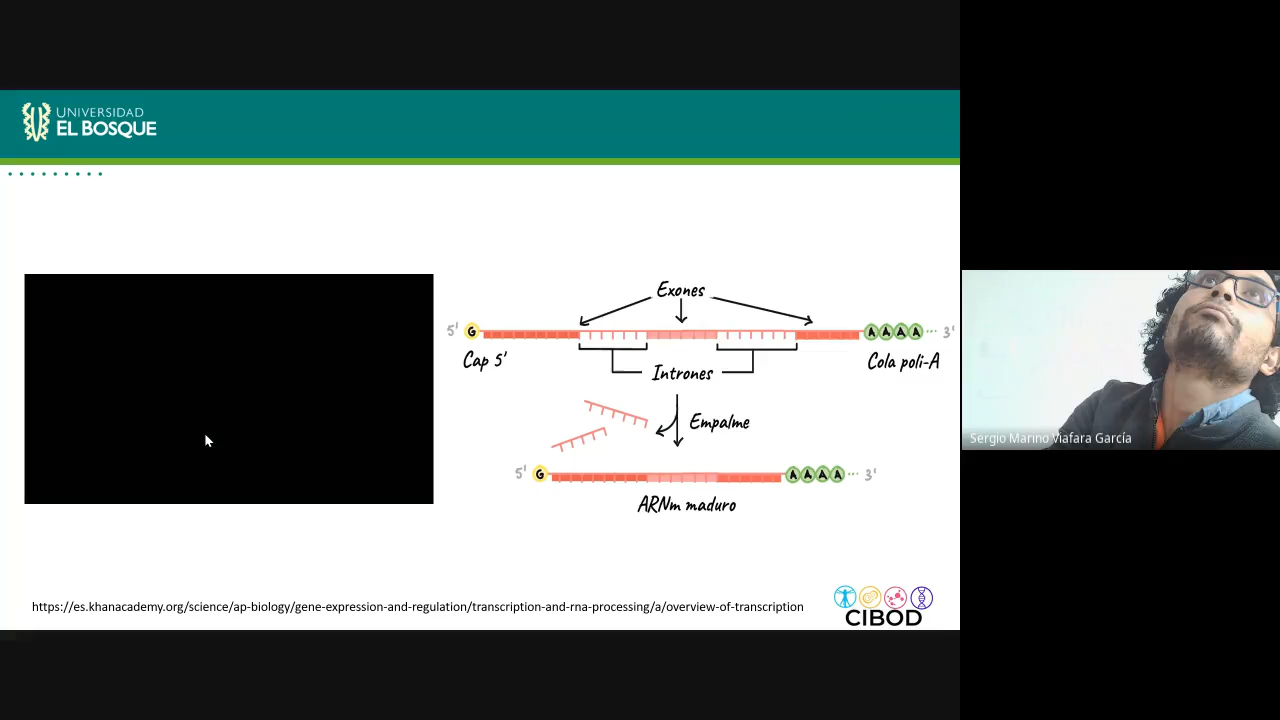 UNIVERSIDAD
EL BOSQUE
Exones
5' G A A A A 3'
Cap 5'
Cola poli-A
Intrones
Empalme
5' G A A A A 3'
ARNm maduro
Sergio Marino Viafara García
https://es.khanacademy.org/science/ap-biology/gene-expression-and-regulation/transcription-and-rna-processing/a/overview-of-transcription
CIBOD